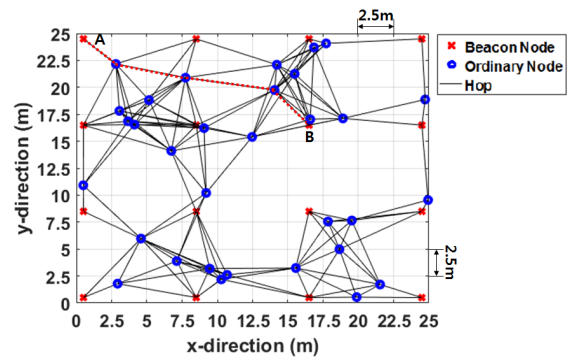 2.5m
A
B
25
22.5
20
17.5
15
12.5
10
7.5
5
2.5
0
y-direction (m)
0 2.5 5 7.5 10 12.5 15 17.5 20 22.5 25
x-direction (m)
Beacon Node
Ordinary Node
Hop
2.5m